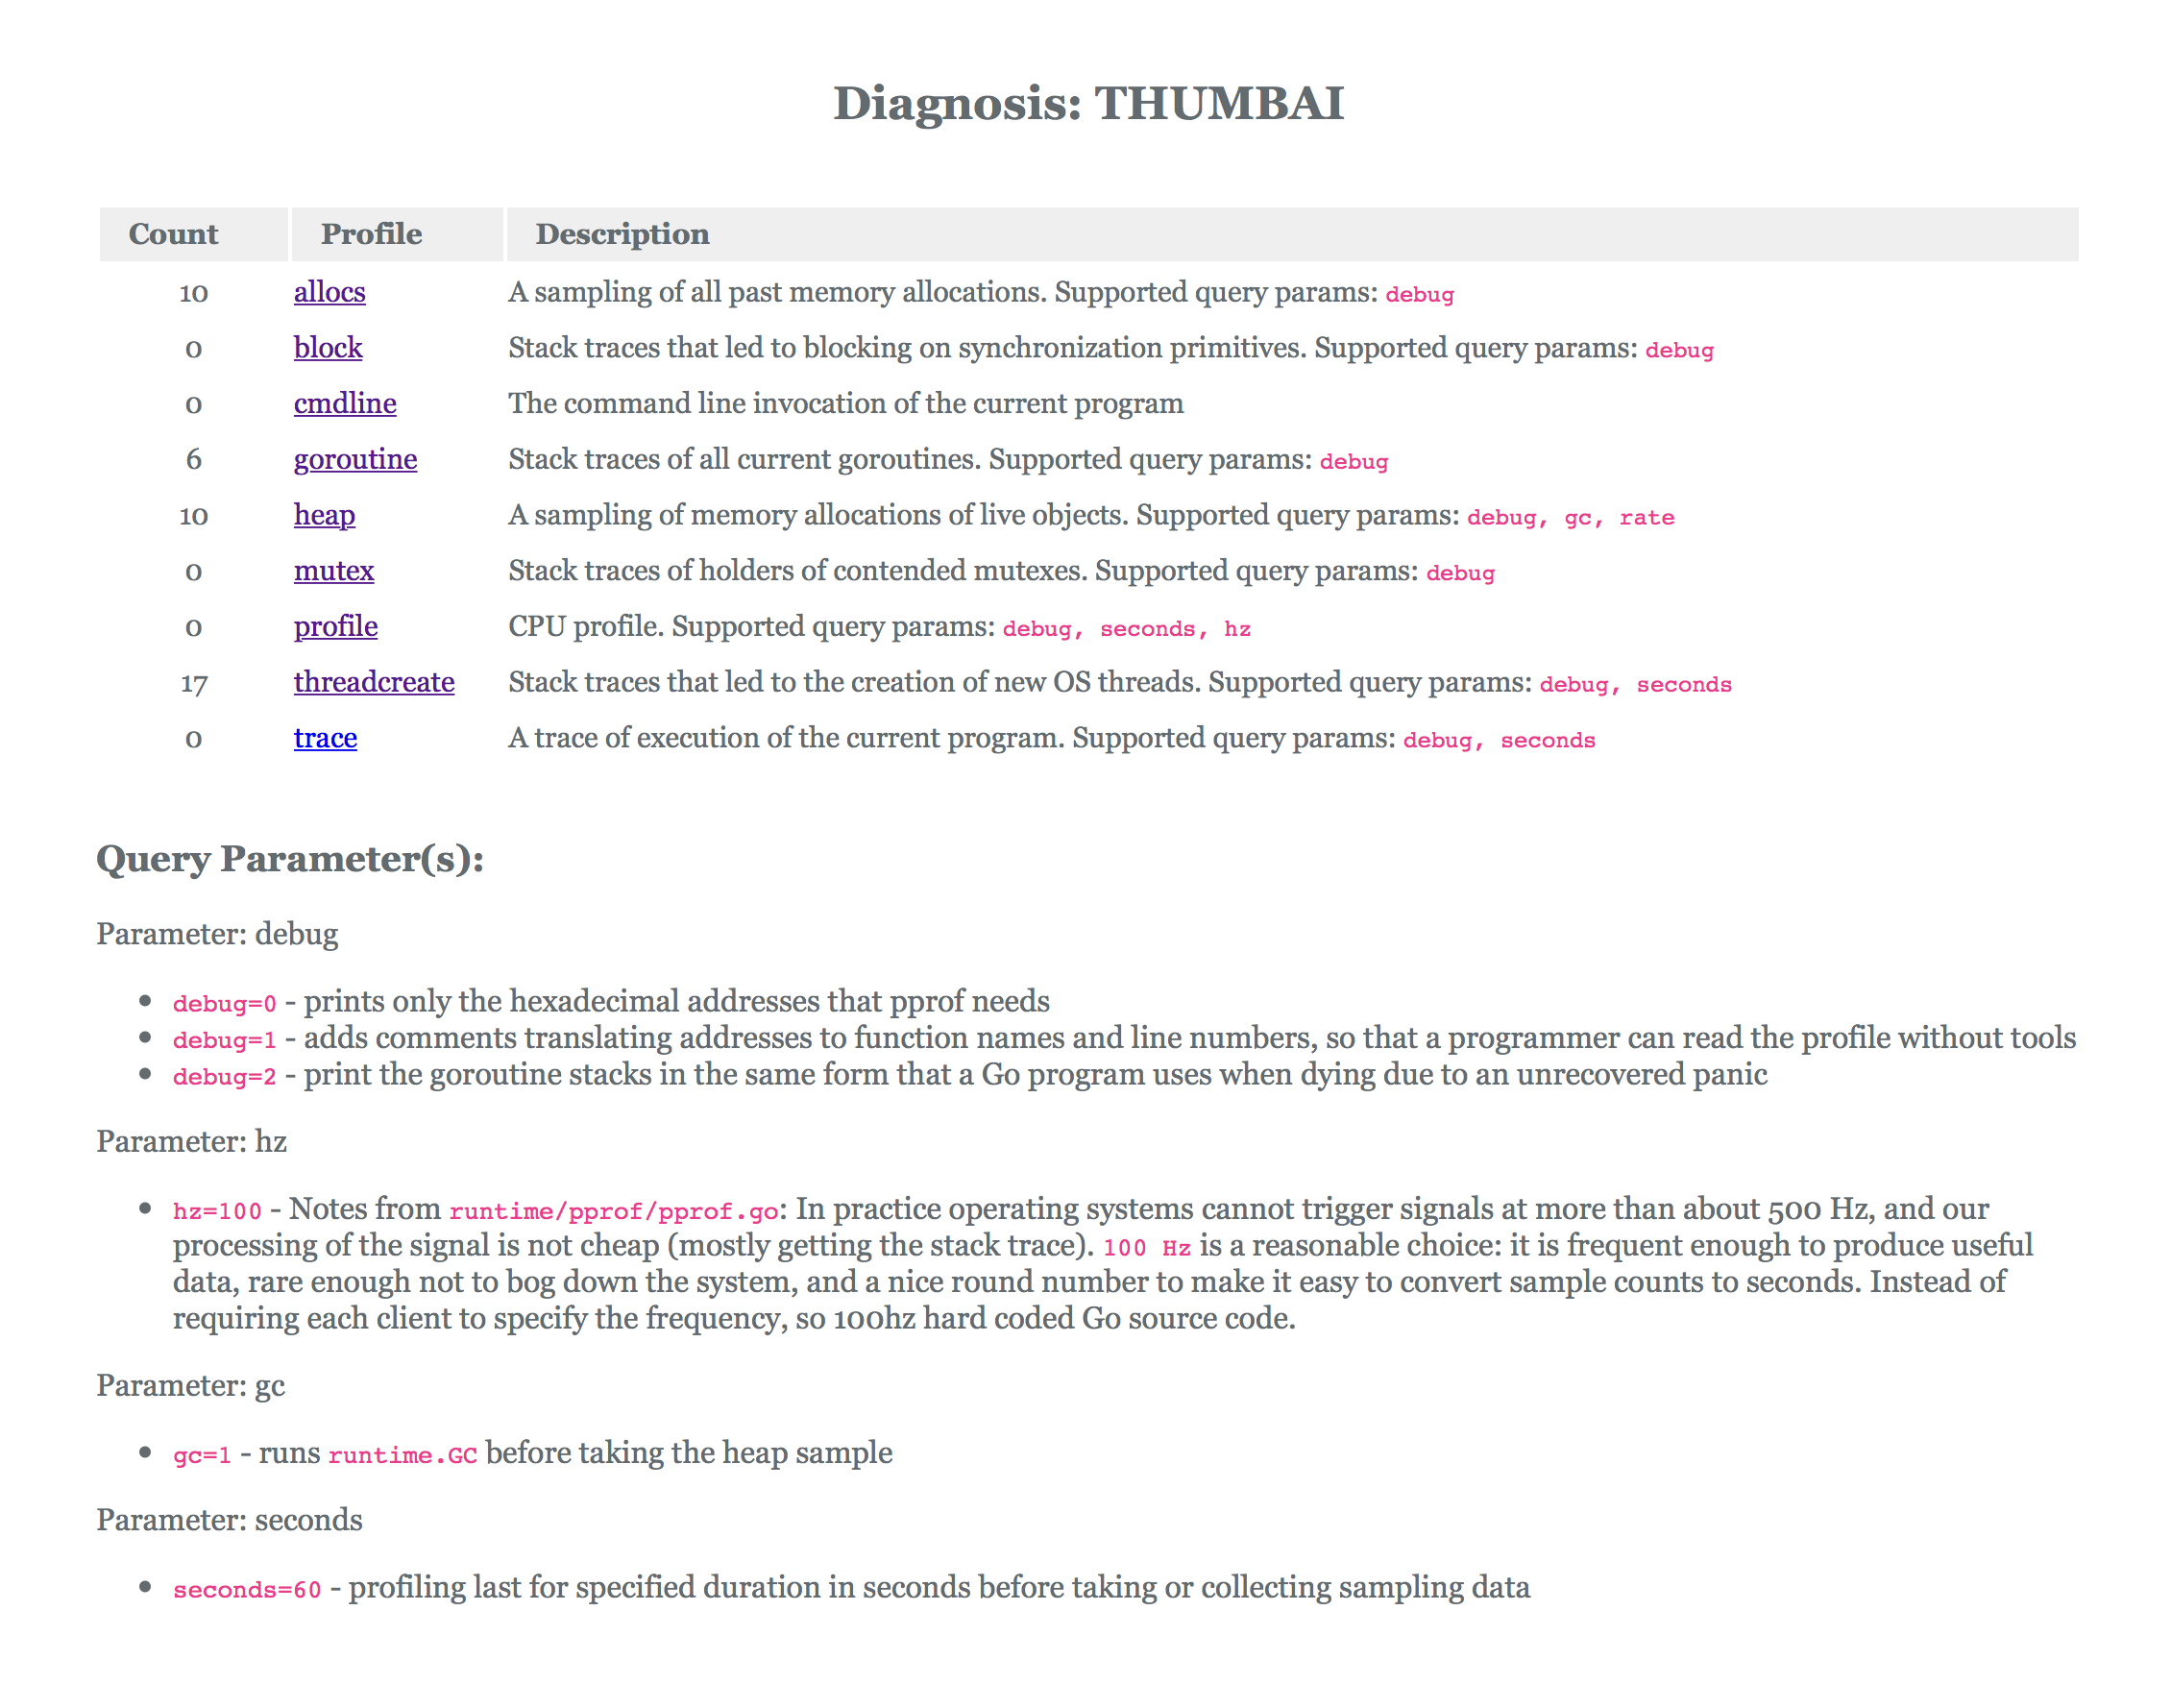 Diagnosis: THUMBAI
Count Profile Description
10 allocs A sampling of all past memory allocations. Supported query params: debug
0 block Stack traces that led to blocking on synchronization primitives. Supported query params: debug
0 cmdline The command line invocation of the current program
6 goroutine Stack traces of all current goroutines. Supported query params: debug
10 heap A sampling of memory allocations of live objects. Supported query params: debug, gc, rate
0 mutex Stack traces of holders of contended mutexes. Supported query params: debug
0 profile CPU profile. Supported query params: debug, seconds, hz
17 threadcreate Stack traces that led to the creation of new OS threads. Supported query params: debug, seconds
0 trace A trace of execution of the current program. Supported query params: debug, seconds
Query Parameter(s):
Parameter: debug
• debug=0 - prints only the hexadecimal addresses that pprof needs
• debug=1 - adds comments translating addresses to function names and line numbers, so that a programmer can read the profile without tools
• debug=2 - print the goroutine stacks in the same form that a Go program uses when dying due to an unrecovered panic
Parameter: hz
• hz=100 - Notes from runtime/pprof/pprof.go: In practice operating systems cannot trigger signals at more than about 500 Hz, and our
processing of the signal is not cheap (mostly getting the stack trace). 100 Hz is a reasonable choice: it is frequent enough to produce useful
data, rare enough not to bog down the system, and a nice round number to make it easy to convert sample counts to seconds. Instead of
requiring each client to specify the frequency, so 100hz hard coded Go source code.
Parameter: gc
• gc=1 - runs runtime.GC before taking the heap sample
Parameter: seconds
• seconds=60 - profiling last for specified duration in seconds before taking or collecting sampling data